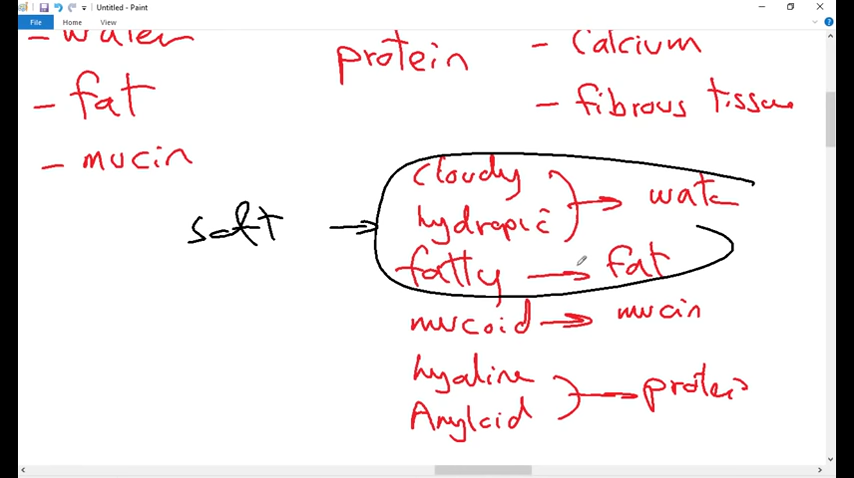 Untitled - Paint
File Home View
- water
protein
- Calcium
- fat
- fibrous tissue
- mucin
cloudy
hydropic → water
soft →
fatty → fat
mucoid → mucin
hyaline
Amyloid → protein